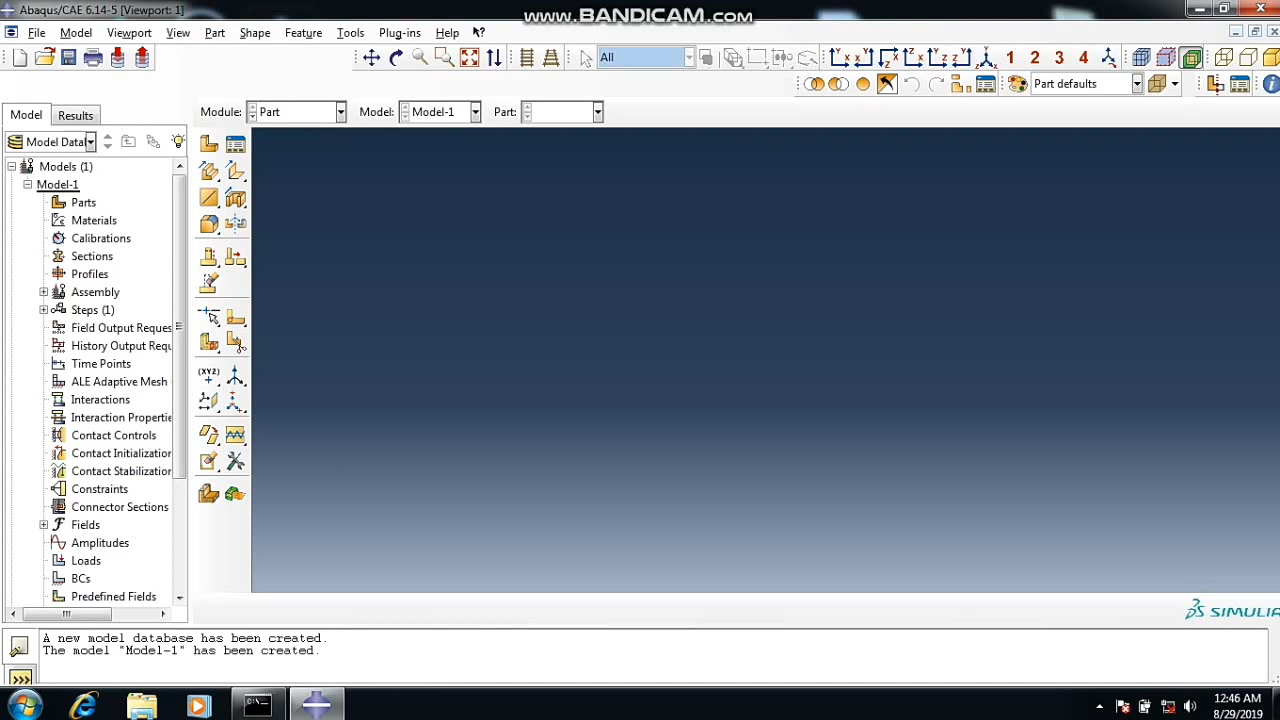 Abaqus/CAE 6.14-5 [Viewport: 1]
www.BANDICAM.com
File Model Viewport View Part Shape Feature Tools Plug-ins Help
All
1 2 3 4
Part defaults
Model Results
Module: Part Model: Model-1 Part:
Model Data
Models (1)
Model-1
Parts
Materials
Calibrations
Sections
Profiles
Assembly
Steps (1)
Field Output Reques
History Output Requ
Time Points
ALE Adaptive Mesh
Interactions
Interaction Propertie
Contact Controls
Contact Initialization
Contact Stabilization
Constraints
Connector Sections
Fields
Amplitudes
Loads
BCs
Predefined Fields
(XYZ)
SIMULIA
A new model database has been created.
The model "Model-1" has been created.
>>>
12:46 AM
8/29/2019